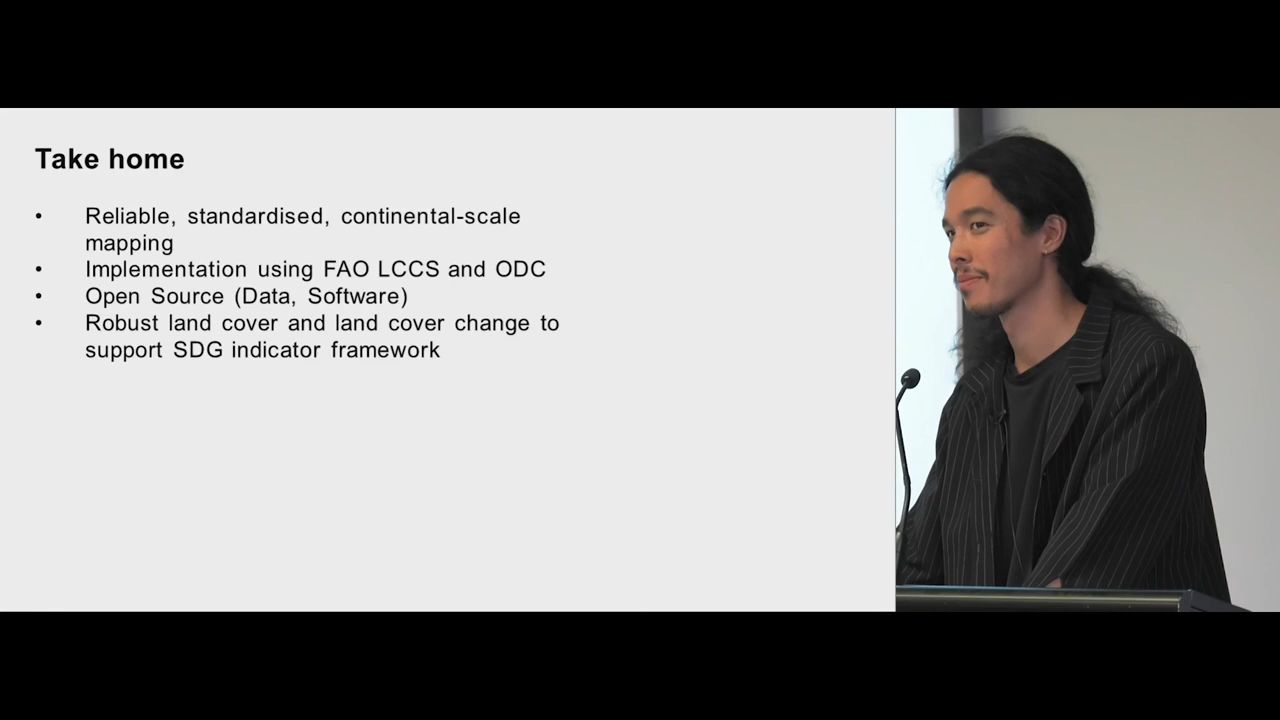 Take home
• Reliable, standardised, continental-scale
mapping
• Implementation using FAO LCCS and ODC
• Open Source (Data, Software)
• Robust land cover and land cover change to
support SDG indicator framework